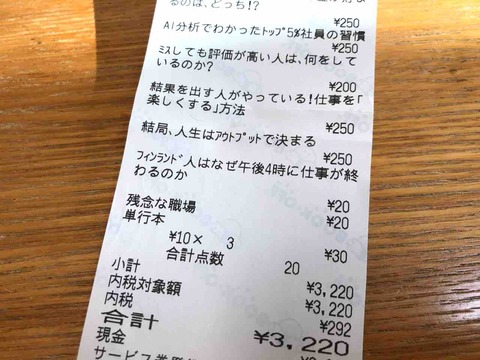 るのは、どっち!?
¥250
AI分析でわかったﾄｯﾌﾟ5%社員の習慣
¥250
ﾐｽしても評価が高い人は、何をして
いるのか?
¥200
結果を出す人がやっている!仕事を「
楽しくする」方法
¥250
結局、人生はｱｳﾄﾌﾟｯﾄで決まる
¥250
ﾌｨﾝﾗﾝﾄﾞ人はなぜ午後4時に仕事が終
わるのか
¥20
残念な職場 ¥20
単行本
¥10× 3 ¥30
合計点数 20
小計 ¥3,220
内税対象額 ¥3,220
内税 ¥292
合計 ¥3,220
現金
サービス券